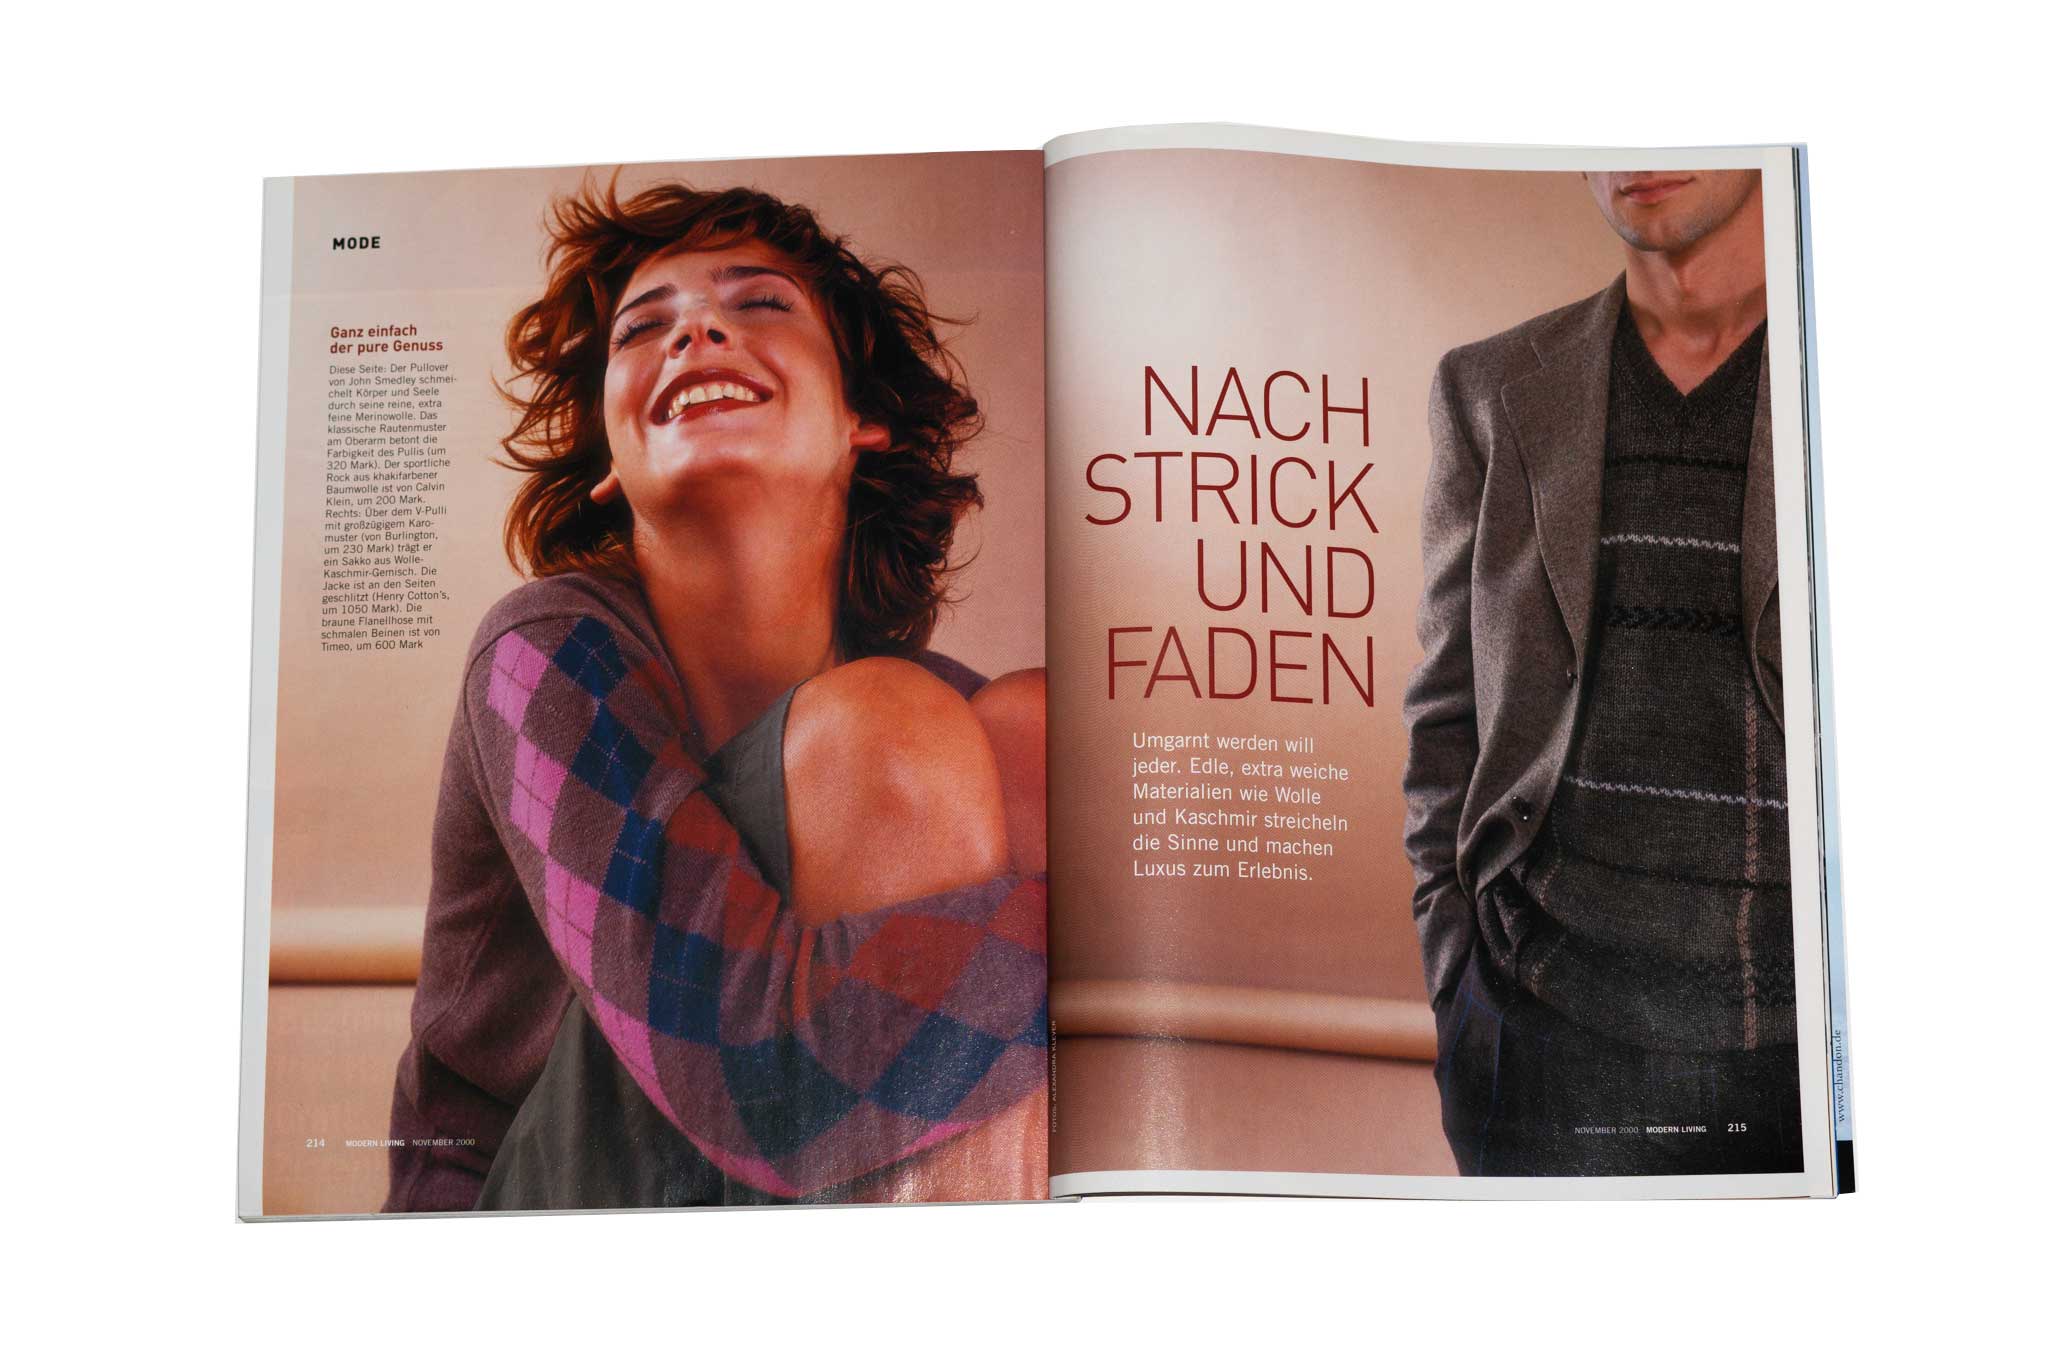 MODE
Ganz einfach
der pure Genuss
Diese Seite: Der Pullover
von John Smedley schmei-
chelt Körper und Seele
durch seine reine, extra
feine Merinowolle. Das
klassische Rautenmuster
am Oberarm betont die
Farbigkeit des Pullis (um
320 Mark). Der sportliche
Rock aus khakifarbener
Baumwolle ist von Calvin
Klein, um 200 Mark.
Rechts: Über dem V-Pulli
mit großzügigem Karo-
muster (von Burlington,
um 230 Mark) trägt er
ein Sakko aus Wolle-
Kaschmir-Gemisch. Die
Jacke ist an den Seiten
geschlitzt (Henry Cotton's,
um 1050 Mark). Die
braune Flanellhose mit
schmalen Beinen ist von
Timeo, um 600 Mark
214 MODERN LIVING NOVEMBER 2000
FOTOS: ALEXANDRA KLEVER
NACH
STRICK
UND
FADEN
Umgarnt werden will
jeder. Edle, extra weiche
Materialien wie Wolle
und Kaschmir streicheln
die Sinne und machen
Luxus zum Erlebnis.
NOVEMBER 2000 MODERN LIVING 215
www.chandon.de